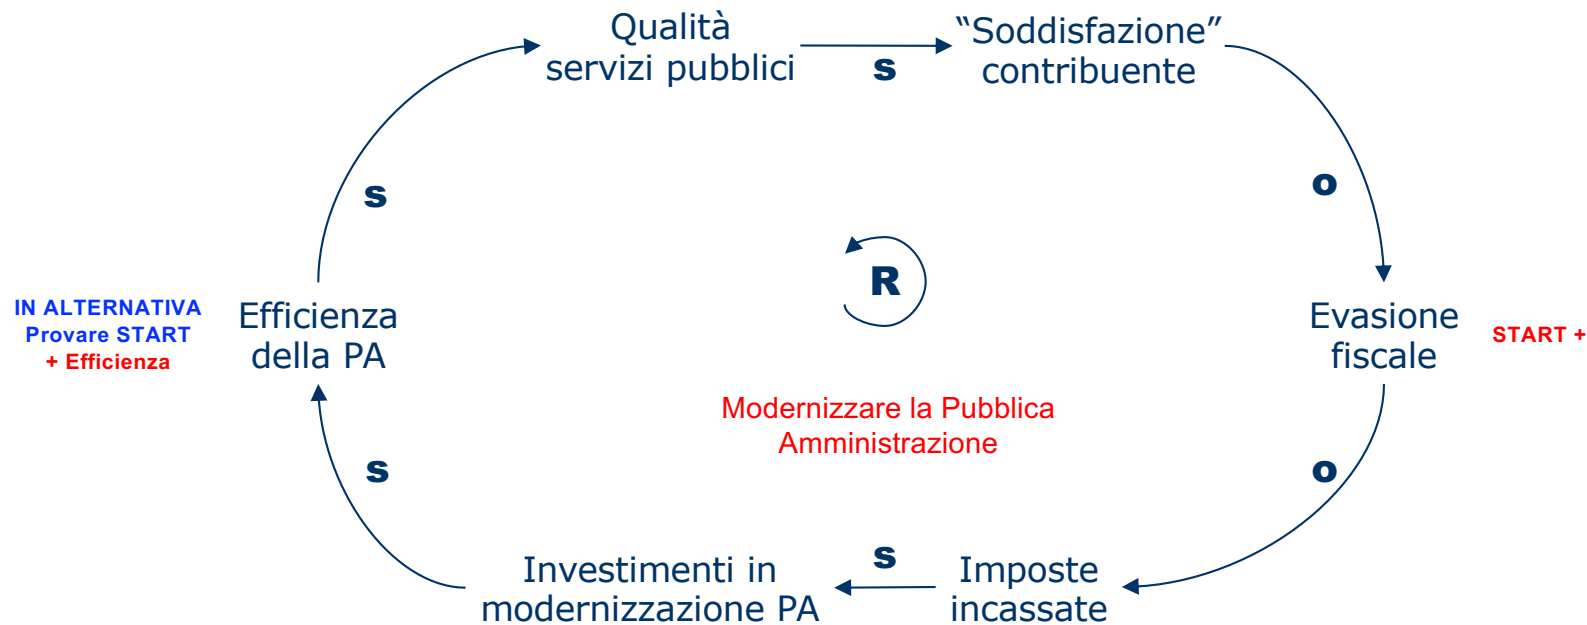 Qualità
servizi pubblici
s
“Soddisfazione”
contribuente
s
o
R
IN ALTERNATIVA
Provare START
+ Efficienza
Efficienza
della PA
Evasione
fiscale
START +
Modernizzare la Pubblica
Amministrazione
s
o
Investimenti in
modernizzazione PA
s
Imposte
incassate